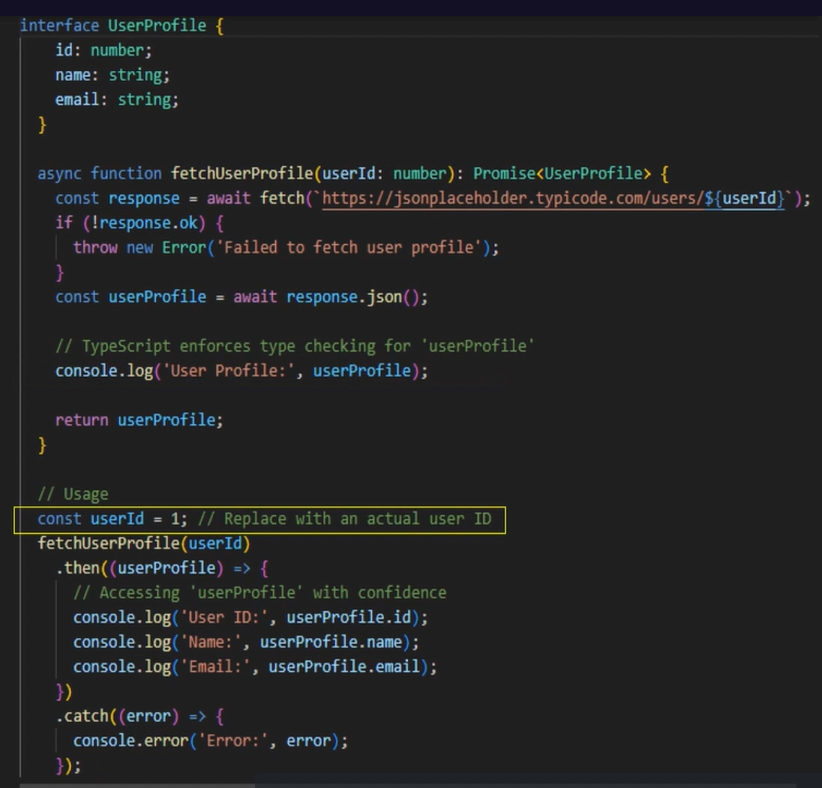 interface UserProfile {
id: number;
name: string;
email: string;
}
async function fetchUserProfile(userId: number): Promise<UserProfile> {
const response = await fetch(`https://jsonplaceholder.typicode.com/users/${userId}`);
if (!response.ok) {
throw new Error('Failed to fetch user profile');
}
const userProfile = await response.json();
// TypeScript enforces type checking for 'userProfile'
console.log('User Profile:', userProfile);
return userProfile;
}
// Usage
const userId = 1; // Replace with an actual user ID
fetchUserProfile(userId)
.then((userProfile) => {
// Accessing 'userProfile' with confidence
console.log('User ID:', userProfile.id);
console.log('Name:', userProfile.name);
console.log('Email:', userProfile.email);
})
.catch((error) => {
console.error('Error:', error);
});